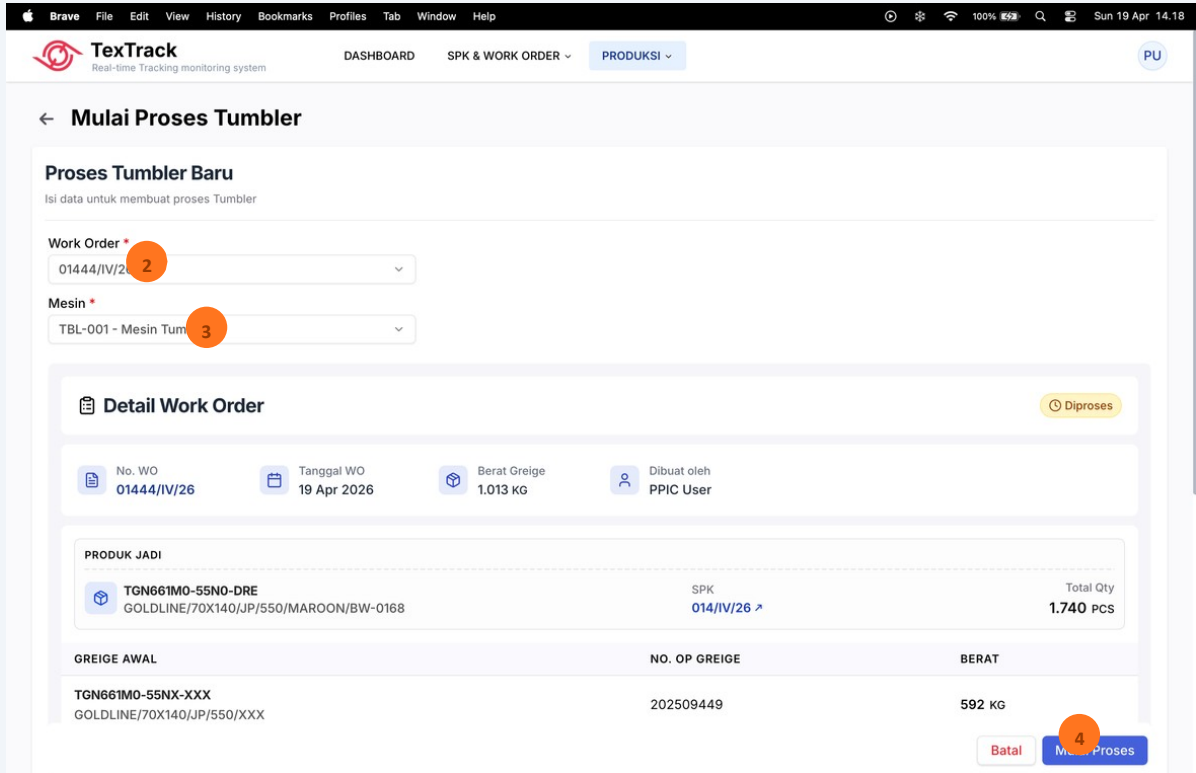 Brave File Edit View History Bookmarks Profiles Tab Window Help 100% Sun 19 Apr 14.18
TexTrack
Real-time Tracking monitoring system
DASHBOARD SPK & WORK ORDER PRODUKSI PU
Mulai Proses Tumbler
Proses Tumbler Baru
Isi data untuk membuat proses Tumbler
Work Order *
01444/IV/2
2
Mesin *
TBL-001 - Mesin Tum
3
Detail Work Order Diproses
No. WO Tanggal WO Berat Greige Dibuat oleh
01444/IV/26 19 Apr 2026 1.013 KG PPIC User
PRODUK JADI
TGN661M0-55N0-DRE SPK Total Qty
GOLDLINE/70X140/JP/550/MAROON/BW-0168 014/IV/26 ↗ 1.740 PCS
GREIGE AWAL NO. OP GREIGE BERAT
TGN661M0-55NX-XXX 202509449 592 KG
GOLDLINE/70X140/JP/550/XXX
4
Batal Proses